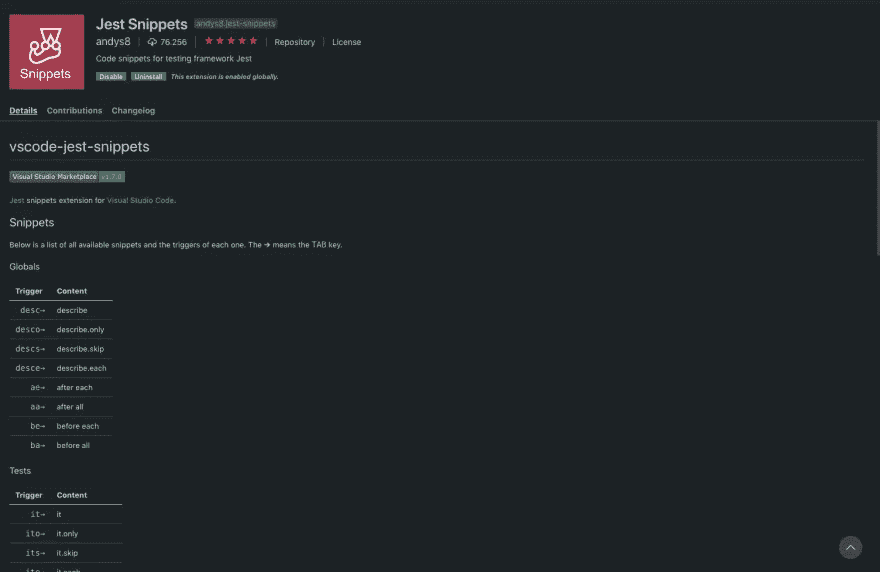 Jest Snippets andys8.jest-snippets
andys8 76.256 Repository License
Code snippets for testing framework Jest
Disable Uninstall This extension is enabled globally.
Snippets
Details Contributions Changelog
vscode-jest-snippets
Visual Studio Marketplace v1.7.0
Jest snippets extension for Visual Studio Code.
Snippets
Below is a list of all available snippets and the triggers of each one. The → means the TAB key.
Globals
Trigger Content
desc→ describe
desco→ describe.only
descs→ describe.skip
desce→ describe.each
ae→ after each
aa→ after all
be→ before each
ba→ before all
Tests
Trigger Content
it→ it
ito→ it.only
its→ it.skip